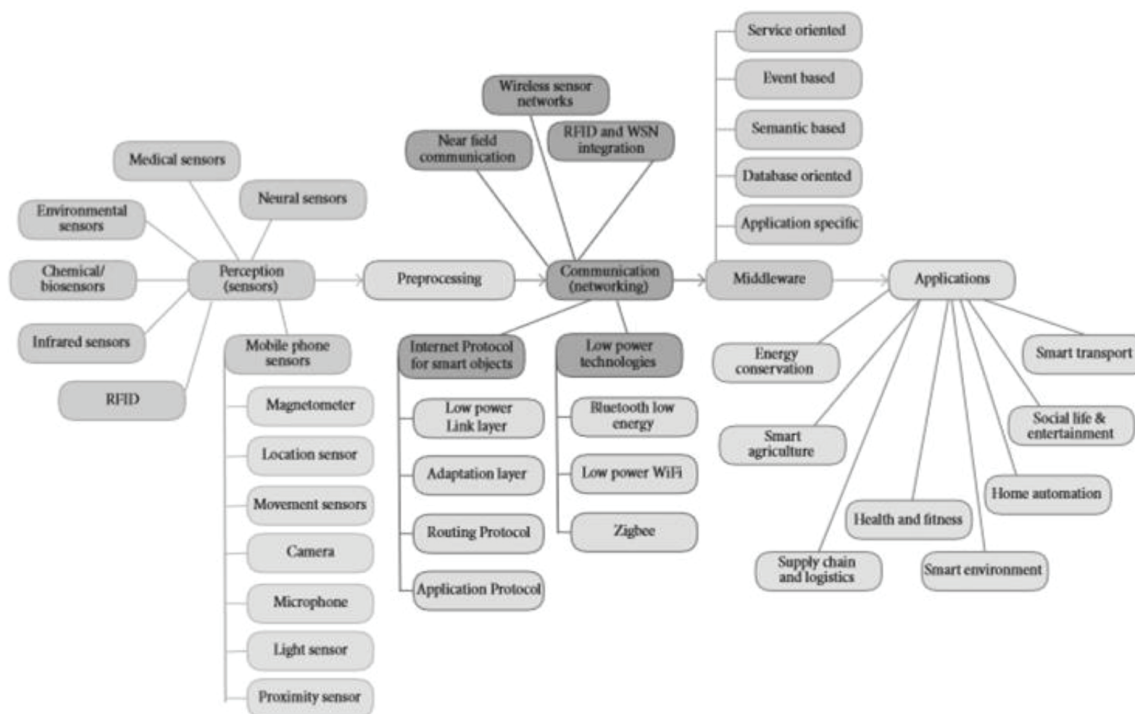 Service oriented
Event based
Semantic based
Database oriented
Application specific
Wireless sensor
networks
Near field
communication
RFID and WSN
integration
Medical sensors
Neural sensors
Environmental
sensors
Chemical/
biosensors
Infrared sensors
RFID
Perception
(sensors)
Preprocessing
Communication
(networking)
Middleware
Applications
Mobile phone
sensors
Magnetometer
Location sensor
Movement sensors
Camera
Microphone
Light sensor
Proximity sensor
Internet Protocol
for smart objects
Low power
Link layer
Adaptation layer
Routing Protocol
Application Protocol
Low power
technologies
Bluetooth low
energy
Low power WiFi
Zigbee
Energy
conservation
Smart
agriculture
Supply chain
and logistics
Health and fitness
Smart environment
Home automation
Social life &
entertainment
Smart transport